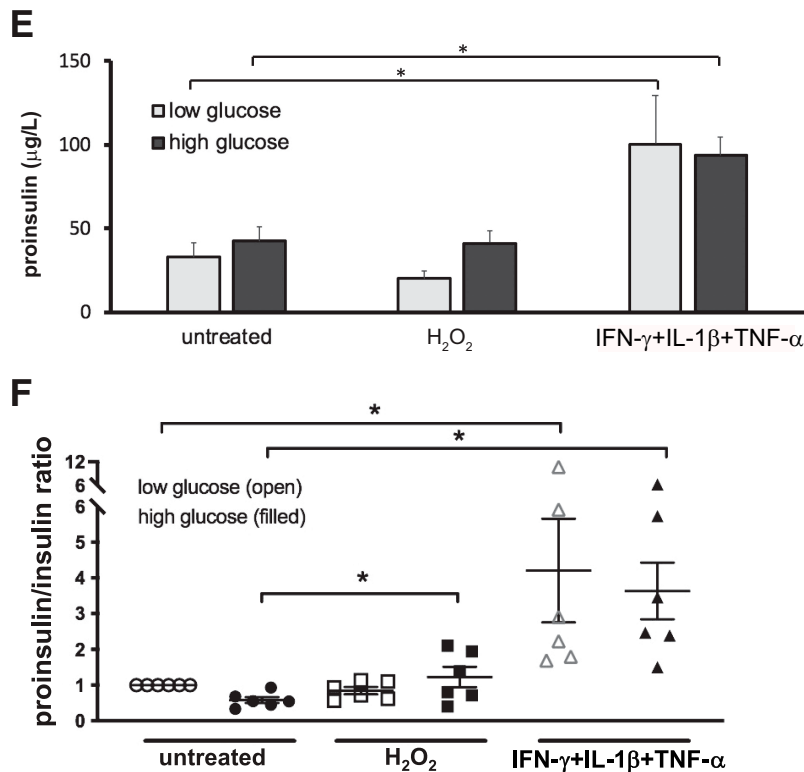 E
*
*
150
100
50
0
proinsulin (µg/L)
low glucose
high glucose
untreated
H₂O₂
IFN-γ+IL-1β+TNF-α
F
*
*
*
12
6
6
5
4
3
2
1
0
proinsulin/insulin ratio
low glucose (open)
high glucose (filled)
untreated
H₂O₂
IFN-γ+IL-1β+TNF-α